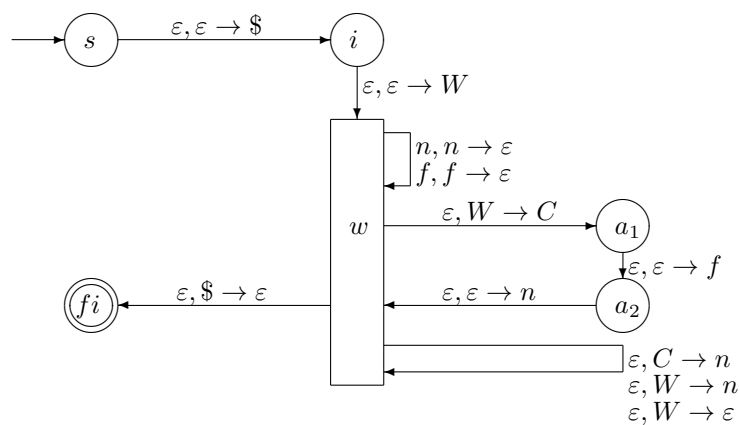 s
ε, ε → $
i
ε, ε → W
n, n → ε
f, f → ε
w
ε, W → C
a₁
ε, ε → f
fi
ε, $ → ε
ε, ε → n
a₂
ε, C → n
ε, W → n
ε, W → ε